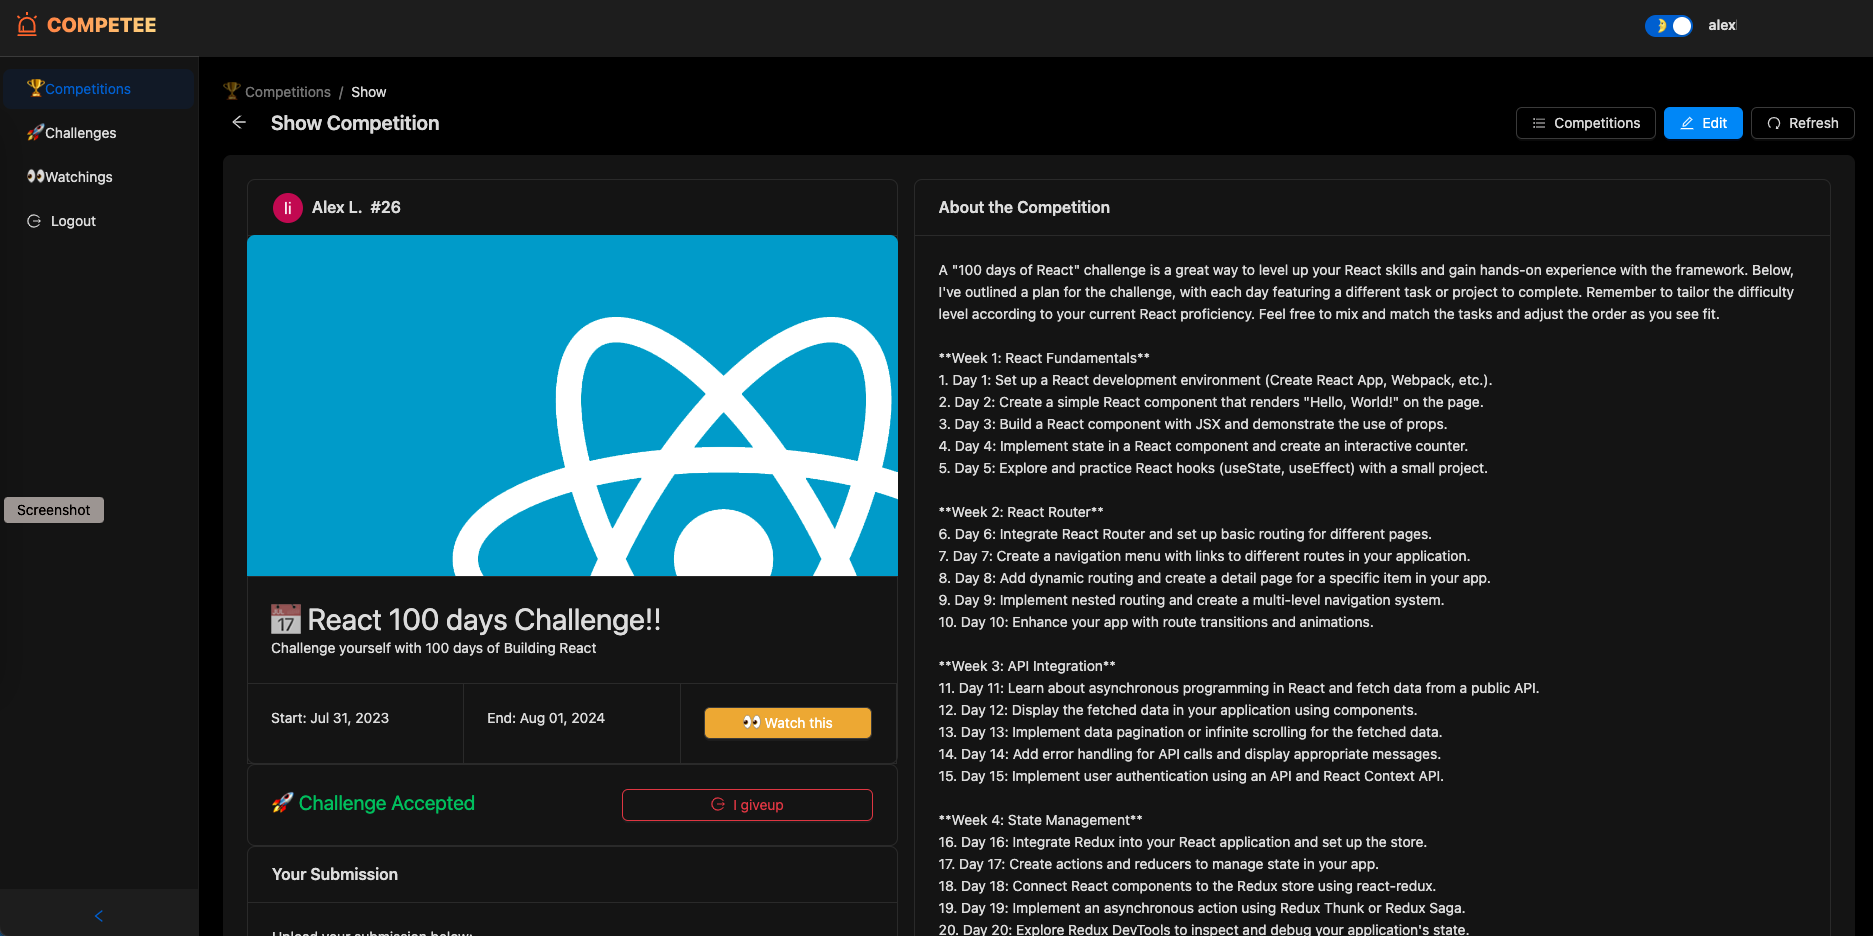 COMPETEE
alex
Competitions
Challenges
Watchings
Logout
Screenshot
Competitions / Show
Show Competition
Competitions
Edit
Refresh
li
Alex L. #26
JUL
17
React 100 days Challenge!!
Challenge yourself with 100 days of Building React
Start: Jul 31, 2023
End: Aug 01, 2024
Watch this
Challenge Accepted
I giveup
Your Submission
Upload your submission below:
About the Competition
A "100 days of React" challenge is a great way to level up your React skills and gain hands-on experience with the framework. Below,
I've outlined a plan for the challenge, with each day featuring a different task or project to complete. Remember to tailor the difficulty
level according to your current React proficiency. Feel free to mix and match the tasks and adjust the order as you see fit.
**Week 1: React Fundamentals**
1. Day 1: Set up a React development environment (Create React App, Webpack, etc.).
2. Day 2: Create a simple React component that renders "Hello, World!" on the page.
3. Day 3: Build a React component with JSX and demonstrate the use of props.
4. Day 4: Implement state in a React component and create an interactive counter.
5. Day 5: Explore and practice React hooks (useState, useEffect) with a small project.
**Week 2: React Router**
6. Day 6: Integrate React Router and set up basic routing for different pages.
7. Day 7: Create a navigation menu with links to different routes in your application.
8. Day 8: Add dynamic routing and create a detail page for a specific item in your app.
9. Day 9: Implement nested routing and create a multi-level navigation system.
10. Day 10: Enhance your app with route transitions and animations.
**Week 3: API Integration**
11. Day 11: Learn about asynchronous programming in React and fetch data from a public API.
12. Day 12: Display the fetched data in your application using components.
13. Day 13: Implement data pagination or infinite scrolling for the fetched data.
14. Day 14: Add error handling for API calls and display appropriate messages.
15. Day 15: Implement user authentication using an API and React Context API.
**Week 4: State Management**
16. Day 16: Integrate Redux into your React application and set up the store.
17. Day 17: Create actions and reducers to manage state in your app.
18. Day 18: Connect React components to the Redux store using react-redux.
19. Day 19: Implement an asynchronous action using Redux Thunk or Redux Saga.
20. Day 20: Explore Redux DevTools to inspect and debug your application's state.